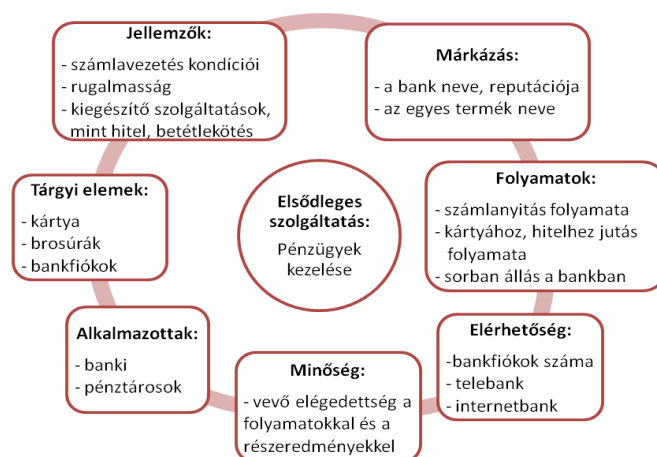 Jellemzők:
- számlavezetés kondíciói
- rugalmasság
- kiegészítő szolgáltatások,
mint hitel, betétlekötés
Márkázás:
- a bank neve, reputációja
- az egyes termék neve
Tárgyi elemek:
- kártya
- brosúrák
- bankfiókok
Elsődleges
szolgáltatás:
Pénzügyek
kezelése
Folyamatok:
- számlanyitás folyamata
- kártyához, hitelhez jutás
folyamata
- sorban állás a bankban
Alkalmazottak:
- banki
- pénztárosok
Minőség:
- vevő elégedettség a
folyamatokkal és a
részeredményekkel
Elérhetőség:
-bankfiókok száma
- telebank
- internetbank